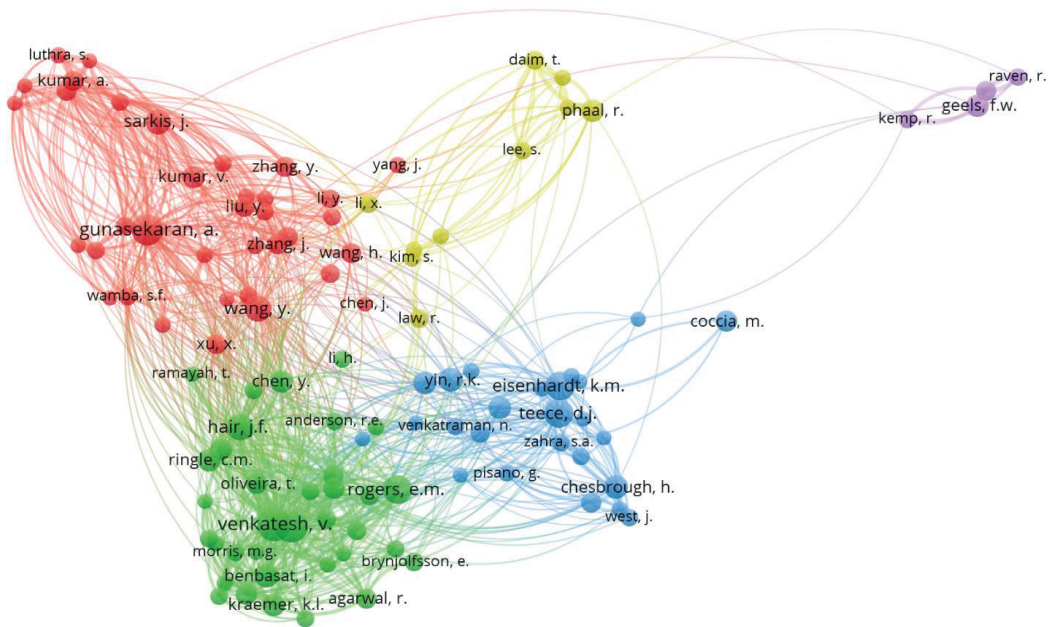 luthra, s.
kumar, a.
sarkis, j.
daim, t.
phaal, r.
raven, r.
geels, f.w.
kemp, r.
lee, s.
yang, j.
zhang, y.
kumar, v.
li, y.
li, x.
liu, y.
gunasekaran, a.
zhang, j.
wang, h.
kim, s.
wamba, s.f.
wang, y.
chen, j.
law, r.
coccia, m.
xu, x.
li, h.
ramayah, t.
chen, y.
yin, r.k.
eisenhardt, k.m.
teece, d.j.
anderson, r.e.
venkatraman, n.
hair, j.f.
zahra, s.a.
ringle, c.m.
pisano, g.
oliveira, t.
rogers, e.m.
chesbrough, h.
west, j.
venkatesh, v.
morris, m.g.
brynjolfsson, e.
benbasat, i.
agarwal, r.
kraemer, k.l.